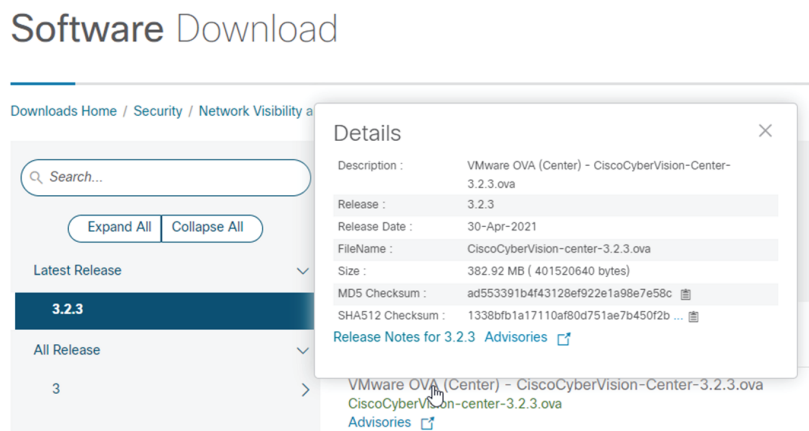 Software Download
Downloads Home / Security / Network Visibility a
Search...
Expand All
Collapse All
Latest Release
3.2.3
All Release
3
Details
Description :
VMware OVA (Center) - CiscoCyberVision-Center-
3.2.3.ova
Release :
3.2.3
Release Date :
30-Apr-2021
FileName :
CiscoCyberVision-center-3.2.3.ova
Size :
382.92 MB ( 401520640 bytes)
MD5 Checksum :
ad553391b4f43128ef922e1a98e7e58c
SHA512 Checksum :
1338bfb1a17110af80d751ae7b450f2b ...
Release Notes for 3.2.3 Advisories
VMware OVA (Center) - CiscoCyberVision-Center-3.2.3.ova
CiscoCyberVision-center-3.2.3.ova
Advisories